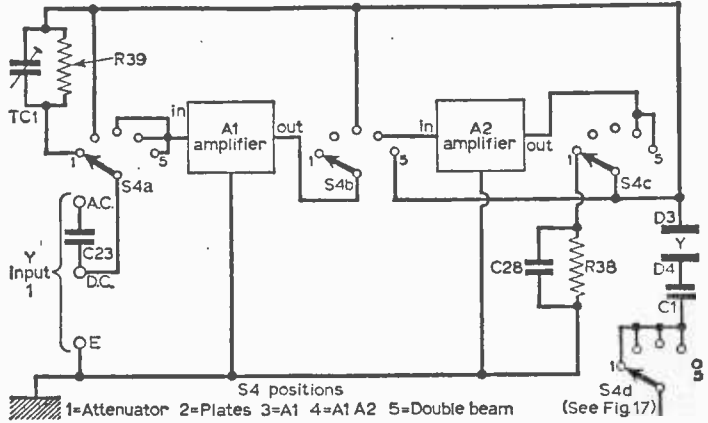 R39
TC1
in
A1
amplifier
out
in
A2
amplifier
out
1
5
S4a
1
5
S4b
1
5
S4c
A.C.
C23
D.C.
Y
Input
1
E
C28
R38
D3
Y
D4
C1
1
5
S4d
(See Fig.17)
S4 positions
1=Attenuator 2=Plates 3=A1 4=A1 A2 5=Double beam